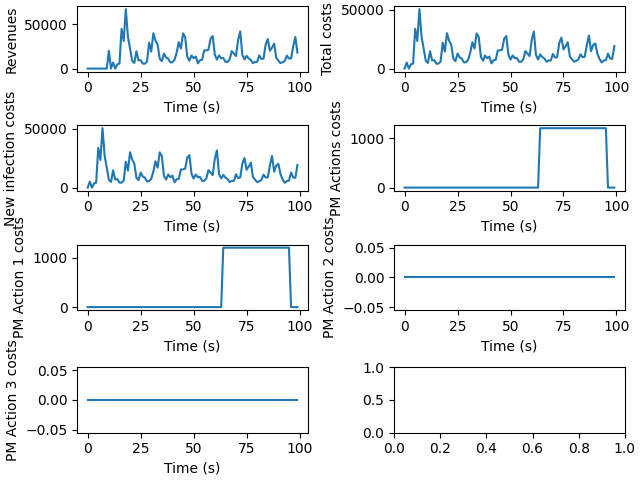 Revenues
50000
0
0 25 50 75 100
Time (s)
Total costs
50000
0
0 25 50 75 100
Time (s)
New infection costs
50000
0
0 25 50 75 100
Time (s)
PM Actions costs
1000
0
0 25 50 75 100
Time (s)
PM Action 1 costs
1000
0
0 25 50 75 100
Time (s)
PM Action 2 costs
0.05
0.00
−0.05
0 25 50 75 100
Time (s)
PM Action 3 costs
0.05
0.00
−0.05
0 25 50 75 100
Time (s)
1.0
0.5
0.0
0.0 0.2 0.4 0.6 0.8 1.0